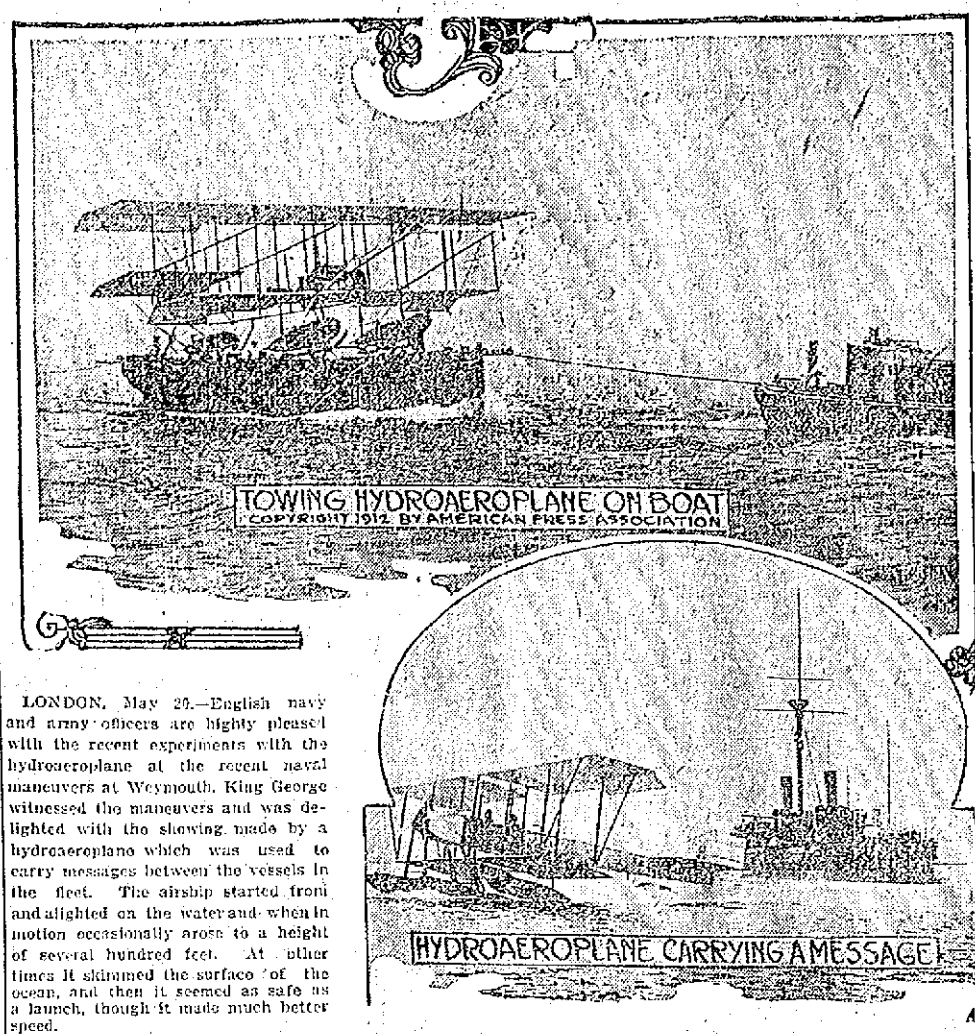 TOWING HYDROAEROPLANE ON BOAT
COPYRIGHT 1912 BY AMERICAN PRESS ASSOCIATION
LONDON, May 20.—English navy
and army officers are highly pleased
with the recent experiments with the
hydroaeroplane at the recent naval
maneuvers at Weymouth. King George
witnessed the maneuvers and was de-
lighted with the showing made by a
hydroaeroplane which was used to
carry messages between the vessels in
the fleet. The airship started from
and alighted on the water and when in
motion occasionally arose to a height
of several hundred feet. At other
times it skimmed the surface of the
ocean, and then it seemed as safe as
a launch, though it made much better
speed.
HYDROAEROPLANE CARRYING A MESSAGE